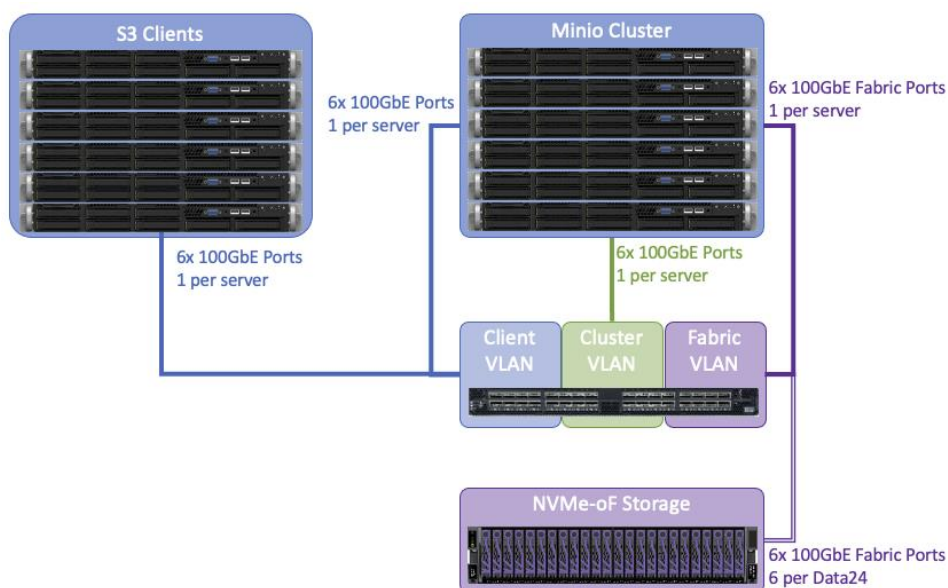 S3 Clients
Minio Cluster
6x 100GbE Ports
1 per server
6x 100GbE Fabric Ports
1 per server
6x 100GbE Ports
1 per server
6x 100GbE Ports
1 per server
Client
VLAN
Cluster
VLAN
Fabric
VLAN
NVMe-oF Storage
6x 100GbE Fabric Ports
6 per Data24